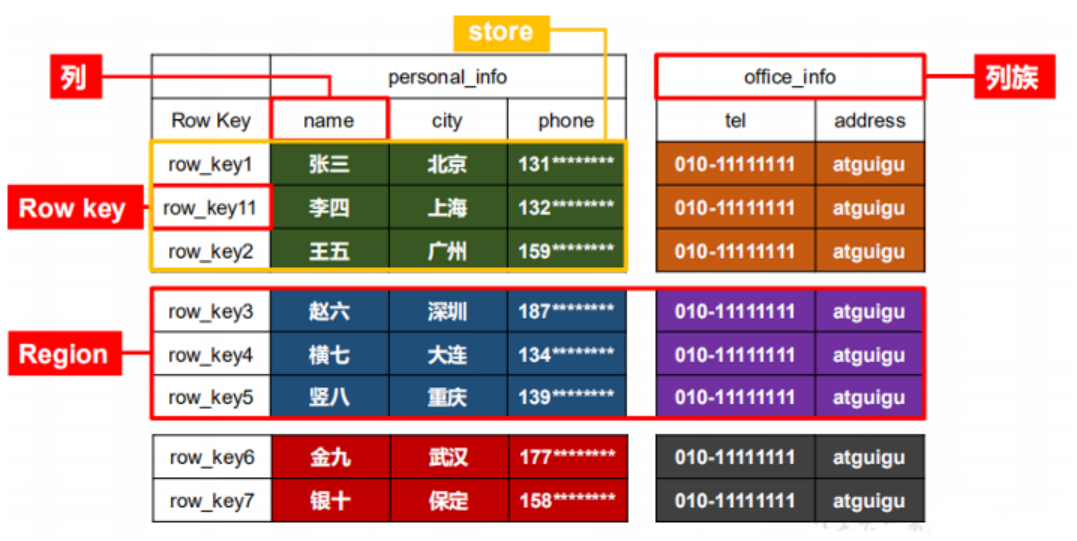 store
列 personal_info office_info 列族
Row Key name city phone tel address
row_key1 张三 北京 131******** 010-11111111 atguigu
Row key row_key11 李四 上海 132******** 010-11111111 atguigu
row_key2 王五 广州 159******** 010-11111111 atguigu
row_key3 赵六 深圳 187******** 010-11111111 atguigu
Region row_key4 横七 大连 134******** 010-11111111 atguigu
row_key5 竖八 重庆 139******** 010-11111111 atguigu
row_key6 金九 武汉 177******** 010-11111111 atguigu
row_key7 银十 保定 158******** 010-11111111 atguigu